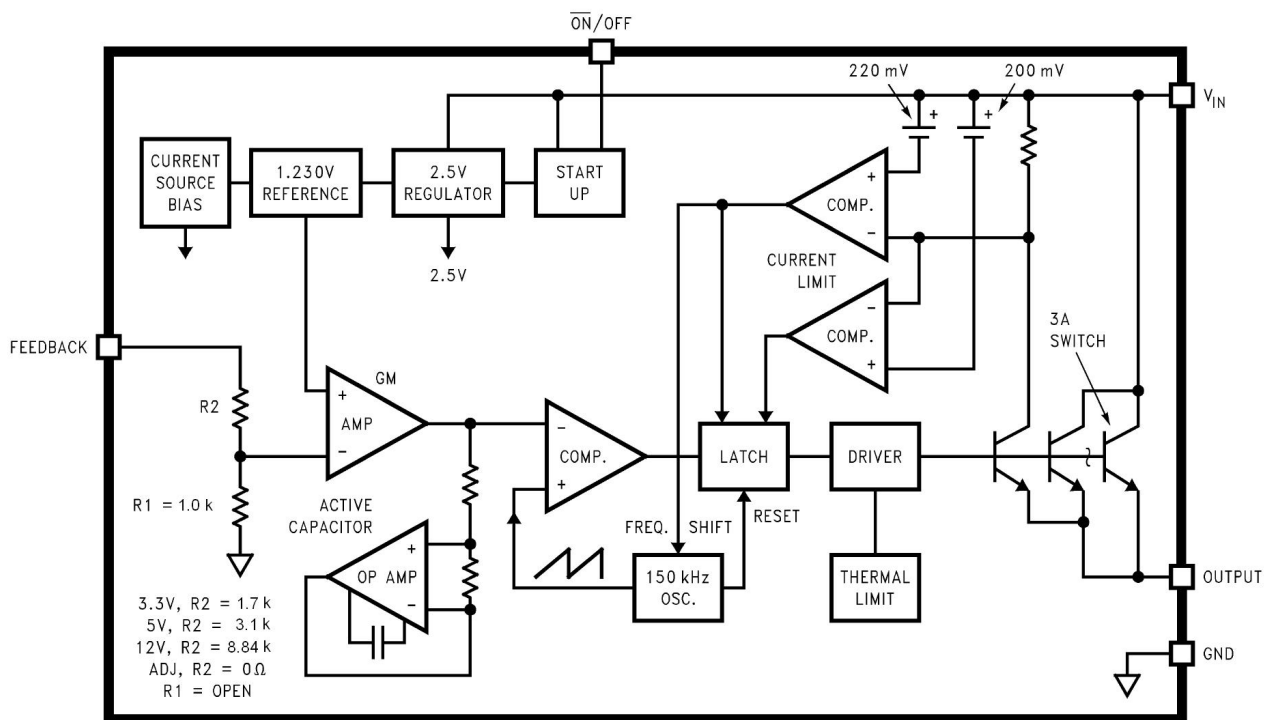 ON/OFF
220 mV
200 mV
VIN
CURRENT
SOURCE
BIAS
1.230V
REFERENCE
2.5V
REGULATOR
START
UP
+
+
+
COMP.
−
2.5V
CURRENT
LIMIT
−
COMP.
+
3A
SWITCH
FEEDBACK
R2
GM
+
AMP
−
−
COMP.
+
LATCH
DRIVER
R1 = 1.0 k
ACTIVE
CAPACITOR
FREQ. SHIFT
RESET
+
OP AMP
−
150 kHz
OSC.
THERMAL
LIMIT
OUTPUT
3.3V, R2 = 1.7 k
5V, R2 = 3.1 k
12V, R2 = 8.84 k
ADJ, R2 = 0Ω
R1 = OPEN
GND